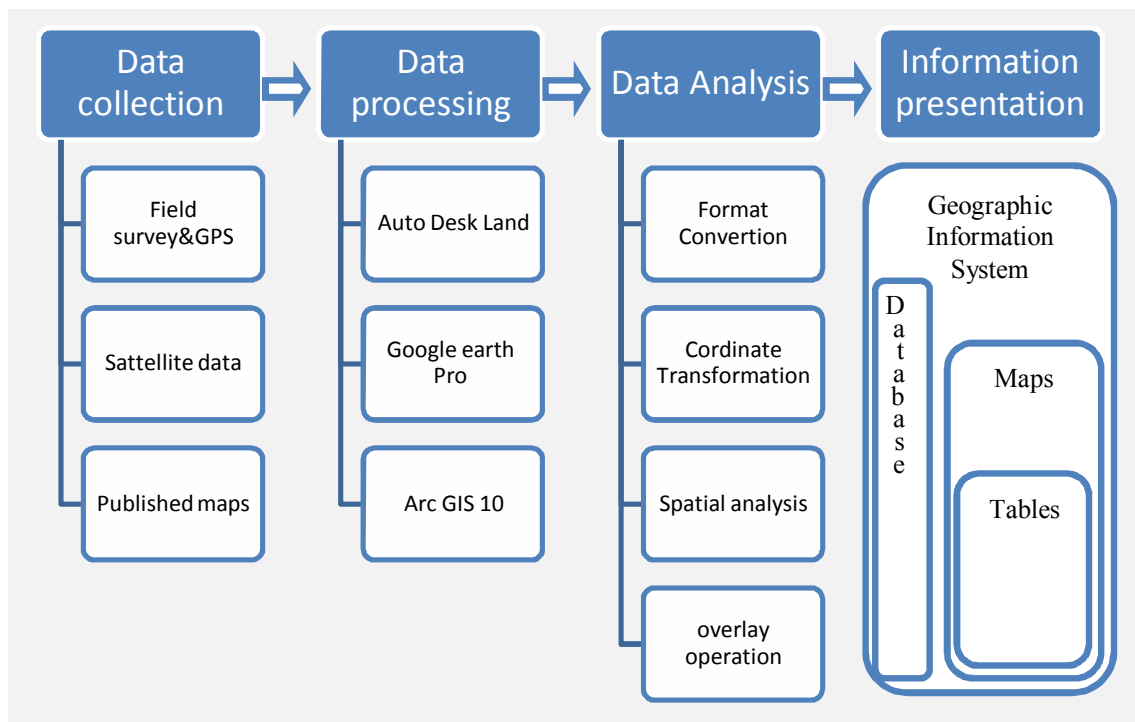 Data
collection
Field
survey&GPS
Sattellite data
Published maps
Data
processing
Auto Desk Land
Google earth
Pro
Arc GIS 10
Data Analysis
Format
Convertion
Cordinate
Transformation
Spatial analysis
overlay
operation
Information
presentation
Geographic
Information
System
Database
Maps
Tables